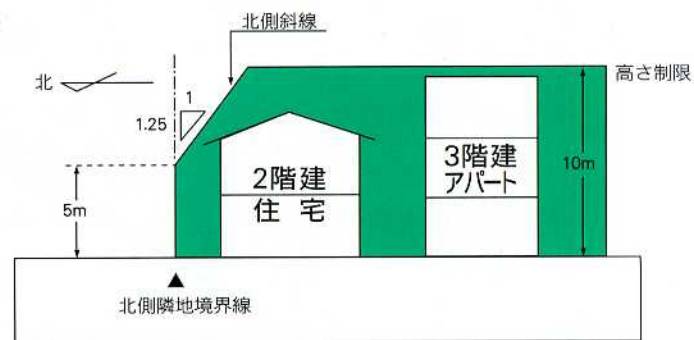 北側斜線
北
高さ制限
1
1.25
2階建
住宅
3階建
アパート
10m
5m
▲
北側隣地境界線